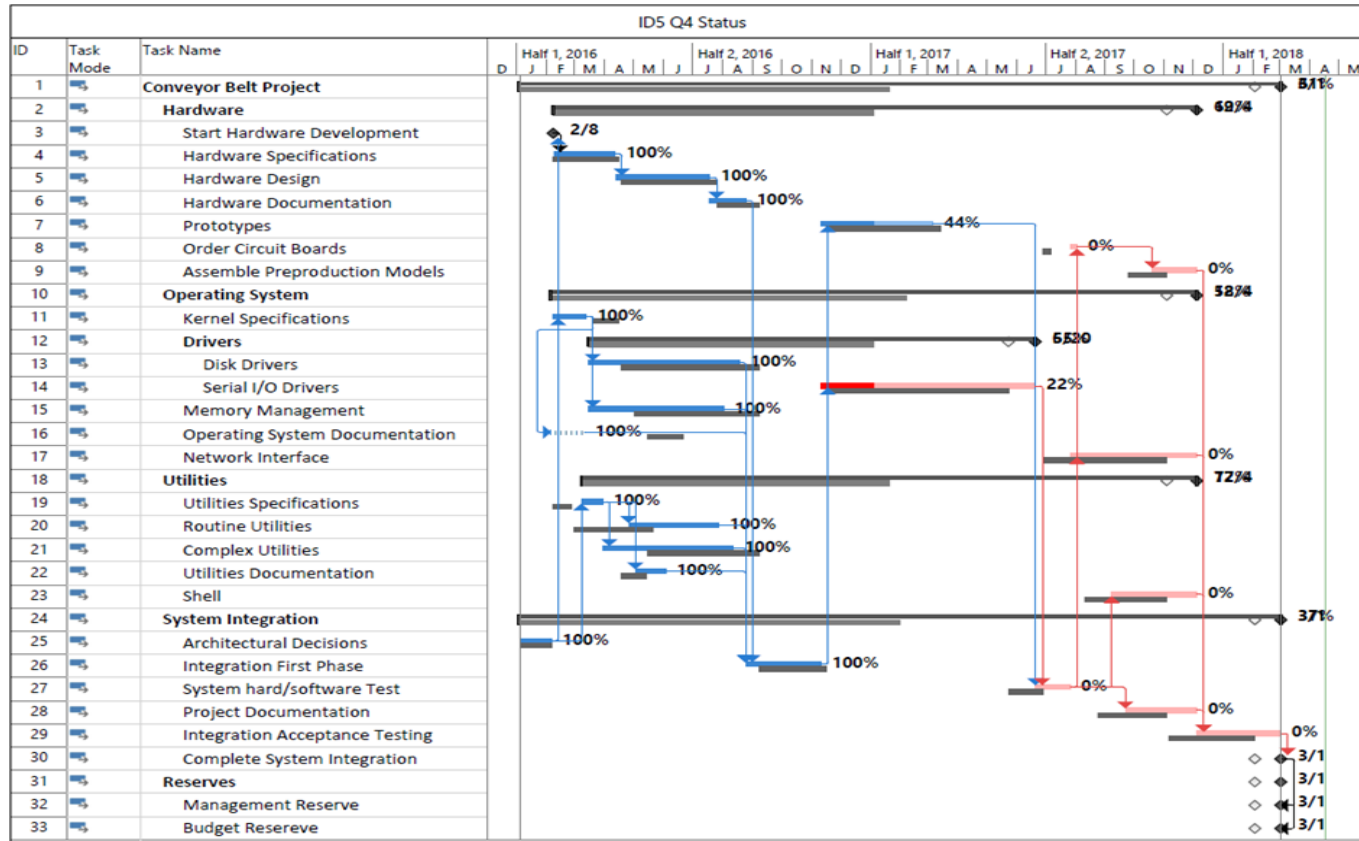 ID5 Q4 Status
ID Task Mode Task Name Half 1, 2016 Half 2, 2016 Half 1, 2017 Half 2, 2017 Half 1, 2018
D J F M A M J J A S O N D J F M A M J J A S O N D J F M A M
1 Conveyor Belt Project
2 Hardware
3 Start Hardware Development 2/8
4 Hardware Specifications 100%
5 Hardware Design 100%
6 Hardware Documentation 100%
7 Prototypes 44%
8 Order Circuit Boards 0%
9 Assemble Preproduction Models 0%
10 Operating System
11 Kernel Specifications 100%
12 Drivers
13 Disk Drivers 100%
14 Serial I/O Drivers 22%
15 Memory Management 100%
16 Operating System Documentation 100%
17 Network Interface 0%
18 Utilities
19 Utilities Specifications 100%
20 Routine Utilities 100%
21 Complex Utilities 100%
22 Utilities Documentation 100%
23 Shell 0%
24 System Integration
25 Architectural Decisions 100%
26 Integration First Phase 100%
27 System hard/software Test 0%
28 Project Documentation 0%
29 Integration Acceptance Testing 0%
30 Complete System Integration 3/1
31 Reserves 3/1
32 Management Reserve 3/1
33 Budget Resereve 3/1